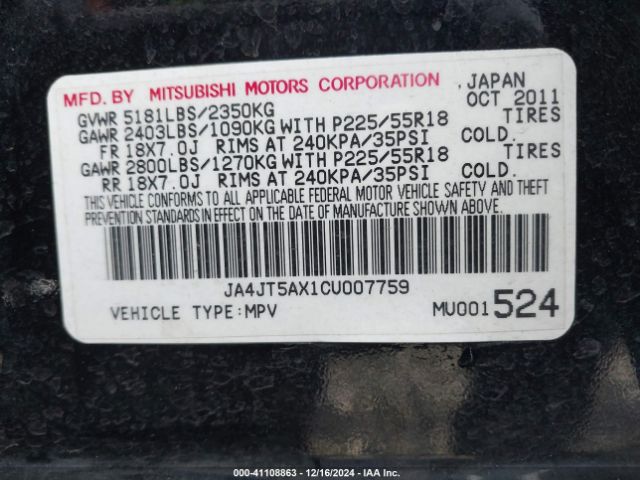 MFD. BY MITSUBISHI MOTORS CORPORATION , JAPAN
GVWR 5181LBS/2350KG OCT 2011
GAWR 2403LBS/1090KG WITH P225/55R18 TIRES
FR 18X7.0J RIMS AT 240KPA/35PSI COLD.
GAWR 2800LBS/1270KG WITH P225/55R18 TIRES
RR 18X7.0J RIMS AT 240KPA/35PSI COLD.
THIS VEHICLE CONFORMS TO ALL APPLICABLE FEDERAL MOTOR VEHICLE SAFETY AND THEFT
PREVENTION STANDARDS IN EFFECT ON THE DATE OF MANUFACTURE SHOWN ABOVE.
JA4JT5AX1CU007759
VEHICLE TYPE:MPV MU001524
000-41108863 - 12/16/2024 - IAA Inc.